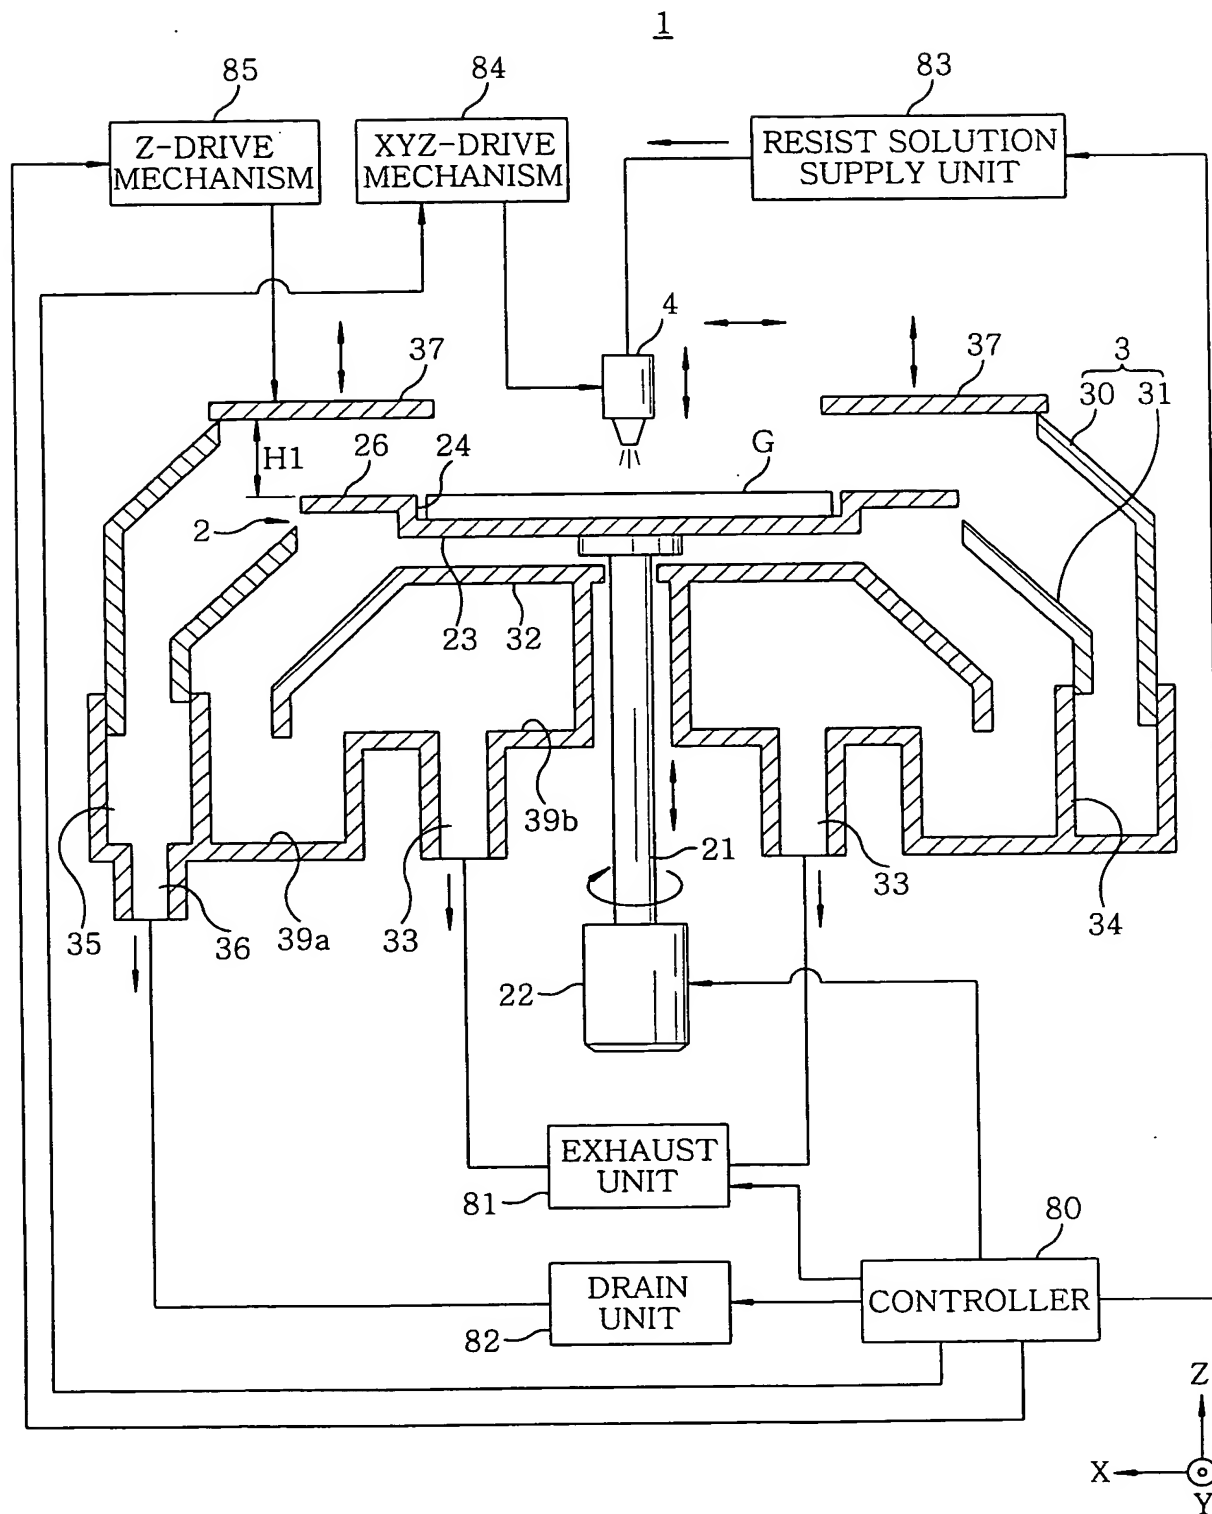 1
85
84
83
Z-DRIVE
MECHANISM
XYZ-DRIVE
MECHANISM
RESIST SOLUTION
SUPPLY UNIT
4
37
37
3
30
31
H1
26
24
G
2
23
32
39b
21
33
35
36
39a
33
34
22
EXHAUST
UNIT
81
80
DRAIN
UNIT
82
CONTROLLER
Z
X
Y